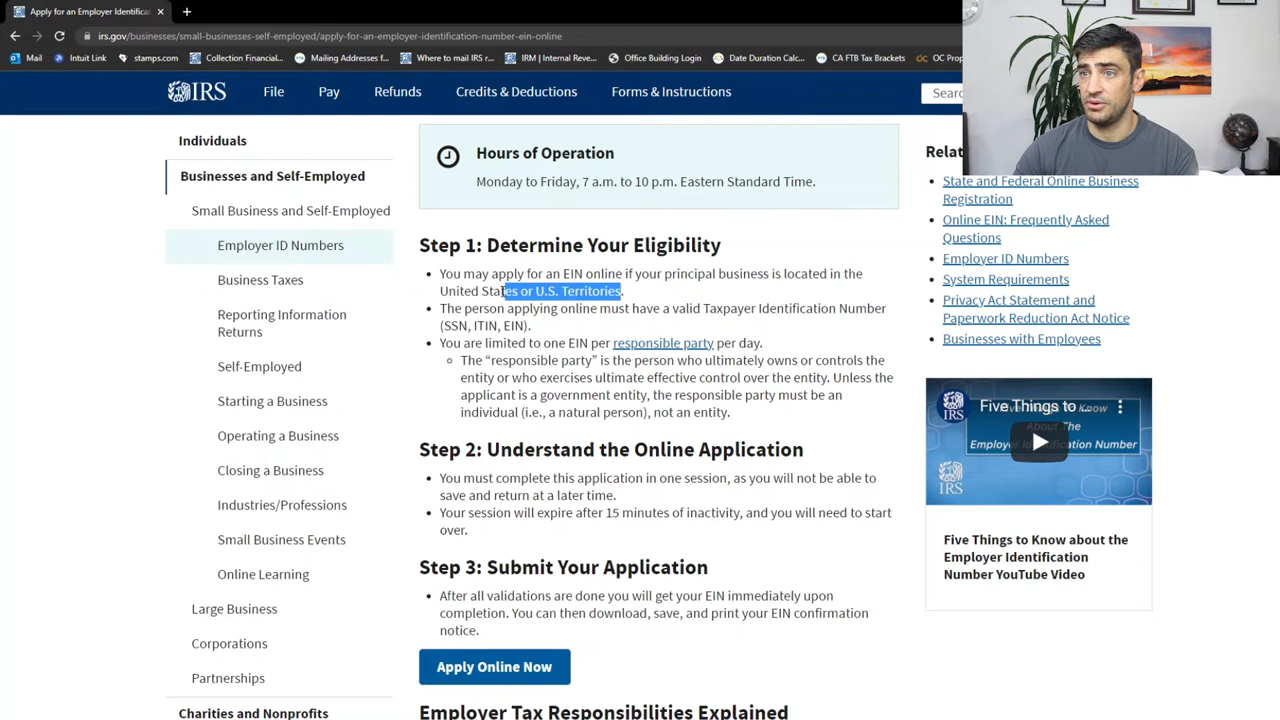 Apply for an Employer Identifica
irs.gov/businesses/small-businesses-self-employed/apply-for-an-employer-identification-number-ein-online
Mail
Intuit Link
stamps.com
Collection Financial...
Mailing Addresses f...
Where to mail IRS r...
IRM | Internal Reve...
Office Building Login
Date Duration Calc...
CA FTB Tax Brackets
OC Prop
IRS
File
Pay
Refunds
Credits & Deductions
Forms & Instructions
Searc
Individuals
Businesses and Self-Employed
Small Business and Self-Employed
Employer ID Numbers
Business Taxes
Reporting Information
Returns
Self-Employed
Starting a Business
Operating a Business
Closing a Business
Industries/Professions
Small Business Events
Online Learning
Large Business
Corporations
Partnerships
Charities and Nonprofits
Hours of Operation
Monday to Friday, 7 a.m. to 10 p.m. Eastern Standard Time.
Step 1: Determine Your Eligibility
• You may apply for an EIN online if your principal business is located in the
United States or U.S. Territories.
• The person applying online must have a valid Taxpayer Identification Number
(SSN, ITIN, EIN).
• You are limited to one EIN per responsible party per day.
The “responsible party” is the person who ultimately owns or controls the
entity or who exercises ultimate effective control over the entity. Unless the
applicant is a government entity, the responsible party must be an
individual (i.e., a natural person), not an entity.
Step 2: Understand the Online Application
• You must complete this application in one session, as you will not be able to
save and return at a later time.
• Your session will expire after 15 minutes of inactivity, and you will need to start
over.
Step 3: Submit Your Application
• After all validations are done you will get your EIN immediately upon
completion. You can then download, save, and print your EIN confirmation
notice.
Apply Online Now
Employer Tax Responsibilities Explained
Relat
• State and Federal Online Business
Registration
• Online EIN: Frequently Asked
Questions
• Employer ID Numbers
• System Requirements
• Privacy Act Statement and
Paperwork Reduction Act Notice
• Businesses with Employees
IRS
Five Things to ...
Five Things to Know
About The
Employer Identification Number
IRS
Five Things to Know about the
Employer Identification
Number YouTube Video